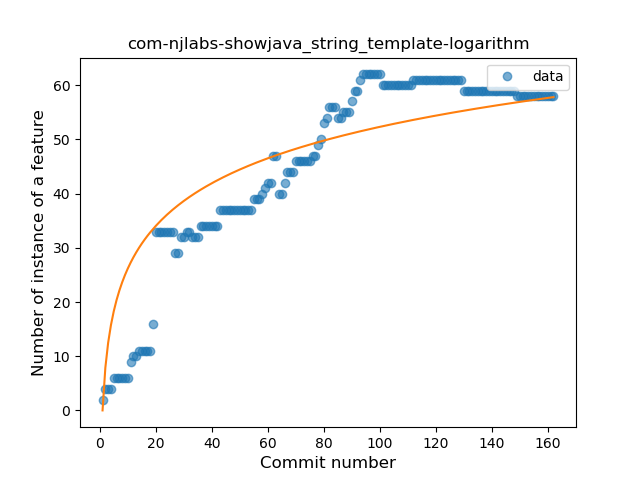 com-njlabs-showjava_string_template-logarithm
data
Number of instance of a feature
60
50
40
30
20
10
0
0 20 40 60 80 100 120 140 160
Commit number